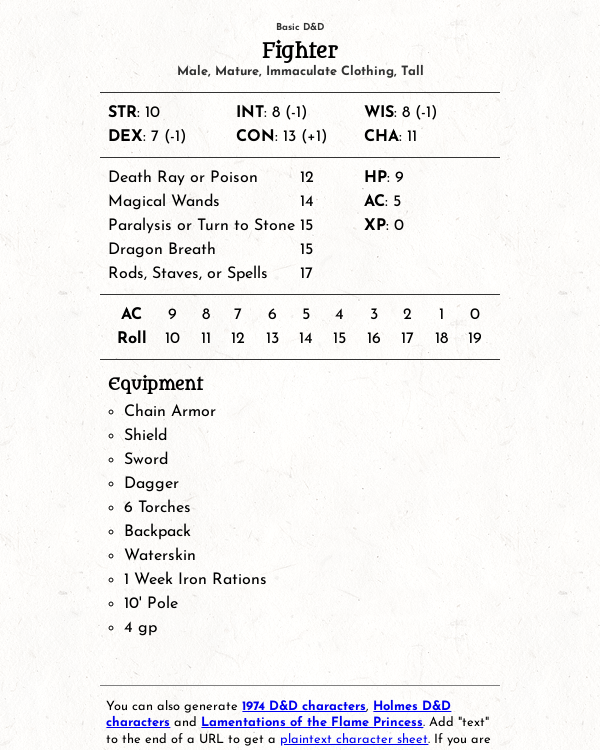 Basic D&D
Fighter
Male, Mature, Immaculate Clothing, Tall
STR: 10 INT: 8 (-1) WIS: 8 (-1)
DEX: 7 (-1) CON: 13 (+1) CHA: 11
Death Ray or Poison 12 HP: 9
Magical Wands 14 AC: 5
Paralysis or Turn to Stone 15 XP: 0
Dragon Breath 15
Rods, Staves, or Spells 17
AC 9 8 7 6 5 4 3 2 1 0
Roll 10 11 12 13 14 15 16 17 18 19
Equipment
Chain Armor
Shield
Sword
Dagger
6 Torches
Backpack
Waterskin
1 Week Iron Rations
10' Pole
4 gp
You can also generate 1974 D&D characters, Holmes D&D
characters and Lamentations of the Flame Princess. Add "text"
to the end of a URL to get a plaintext character sheet. If you are